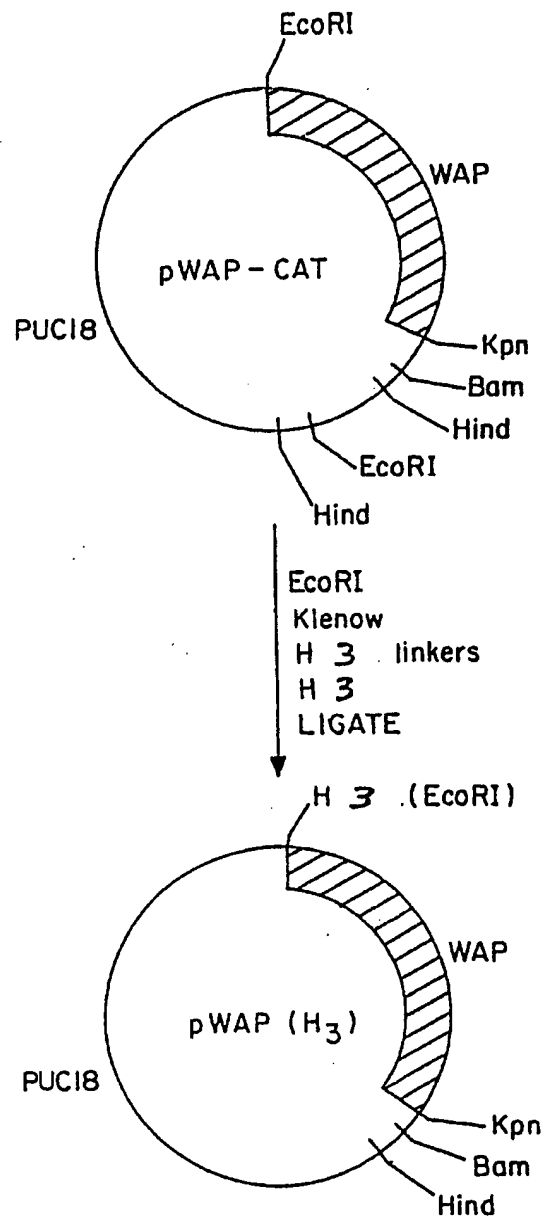 EcoRI
WAP
pWAP-CAT
PUC18
Kpn
Bam
Hind
EcoRI
Hind
EcoRI
Klenow
H 3 linkers
H 3
LIGATE
H 3 .(EcoRI)
WAP
pWAP (H3)
PUC18
Kpn
Bam
Hind